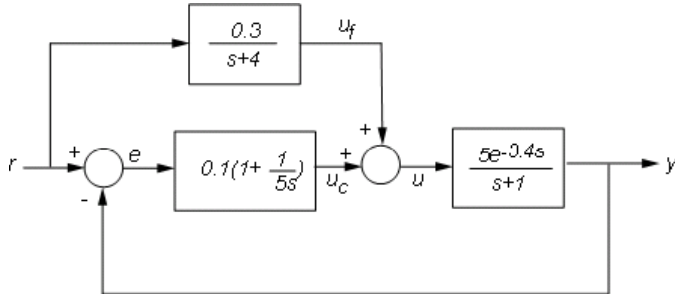 0.3
s+4
u_f
r
+
-
e
0.1(1+ 1/5s)
u_c
+
+
u
5e^-0.4s
s+1
y